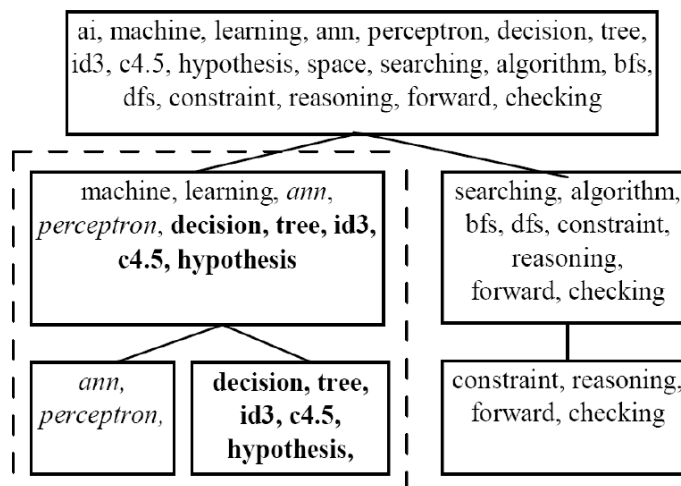 ai, machine, learning, ann, perceptron, decision, tree,
id3, c4.5, hypothesis, space, searching, algorithm, bfs,
dfs, constraint, reasoning, forward, checking
machine, learning, ann,
perceptron, decision, tree, id3,
c4.5, hypothesis
searching, algorithm,
bfs, dfs, constraint,
reasoning,
forward, checking
ann,
perceptron,
decision, tree,
id3, c4.5,
hypothesis,
constraint, reasoning,
forward, checking